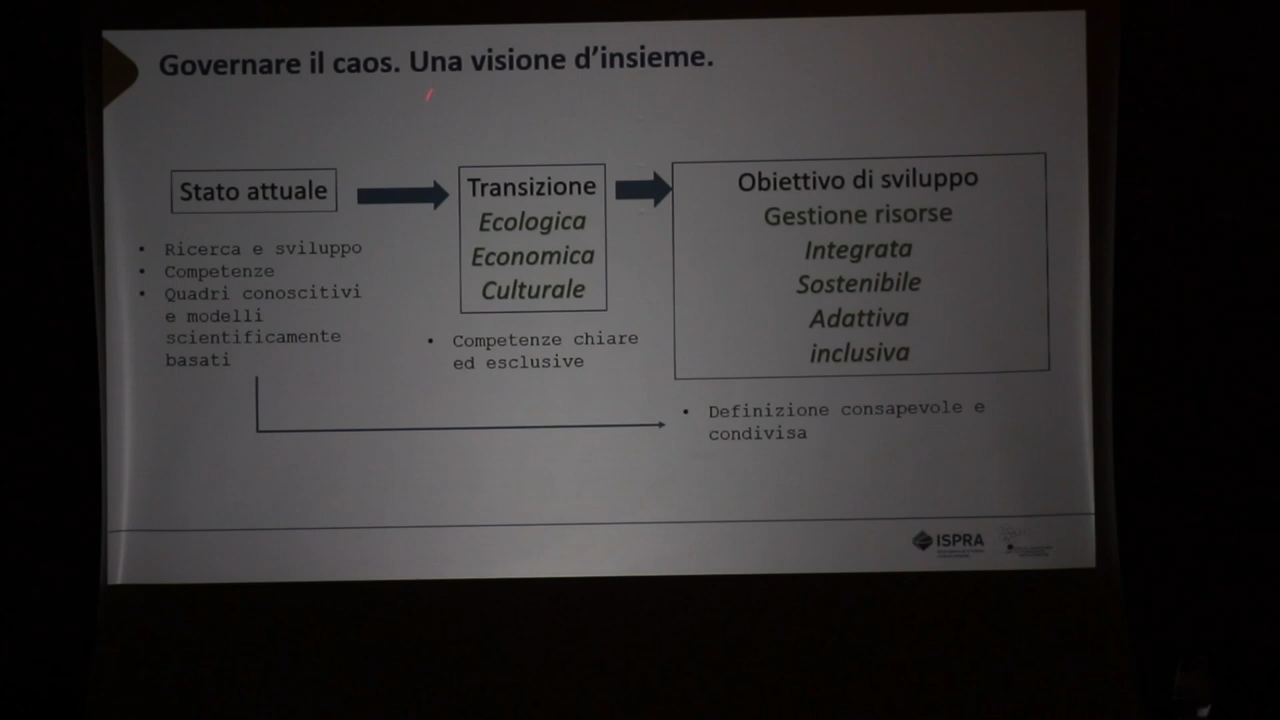 Governare il caos. Una visione d'insieme.
Stato attuale
• Ricerca e sviluppo
• Competenze
• Quadri conoscitivi
e modelli
scientificamente
basati
Transizione
Ecologica
Economica
Culturale
• Competenze chiare
ed esclusive
Obiettivo di sviluppo
Gestione risorse
Integrata
Sostenibile
Adattiva
inclusiva
• Definizione consapevole e
condivisa
ISPRA